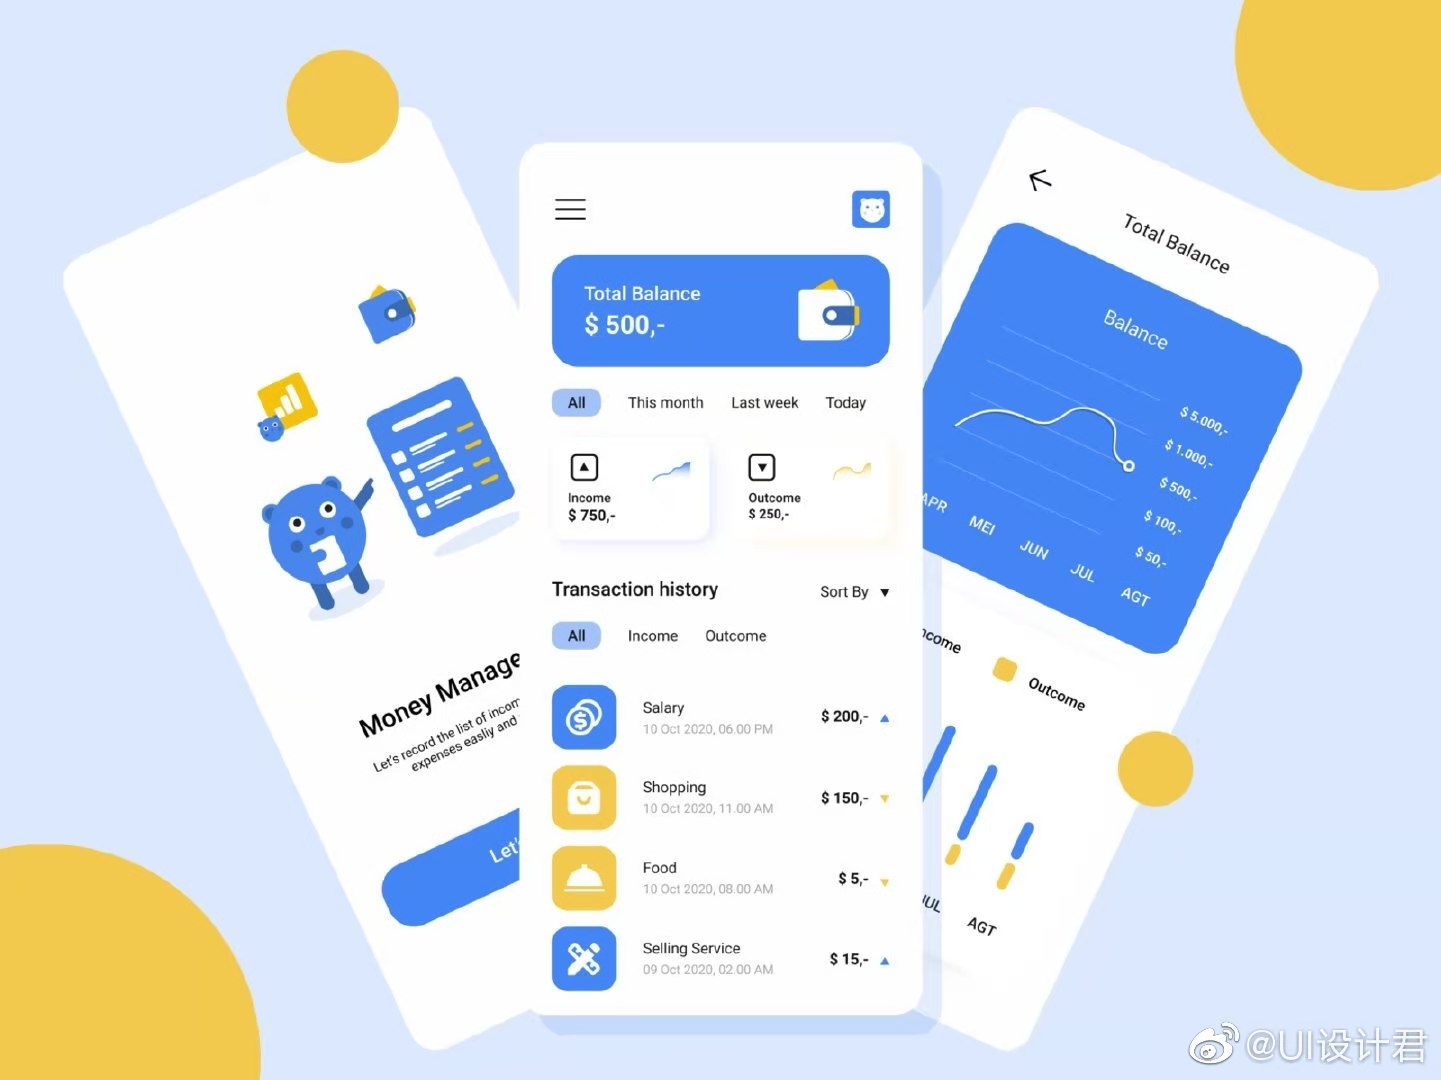 Money Manage
Let's record the list of incom
expenses easliy and
Let'
Total Balance
$ 500,-
All
This month
Last week
Today
Income
$ 750,-
Outcome
$ 250,-
Transaction history
Sort By
All
Income
Outcome
Salary
10 Oct 2020, 06.00 PM
$ 200,-
Shopping
10 Oct 2020, 11.00 AM
$ 150,-
Food
10 Oct 2020, 08.00 AM
$ 5,-
Selling Service
09 Oct 2020, 02.00 AM
$ 15,-
Total Balance
Balance
$ 5.000,-
$ 1.000,-
$ 500,-
$ 100,-
$ 50,-
APR
MEI
JUN
JUL
AGT
ncome
Outcome
JUL
AGT
@UI设计君